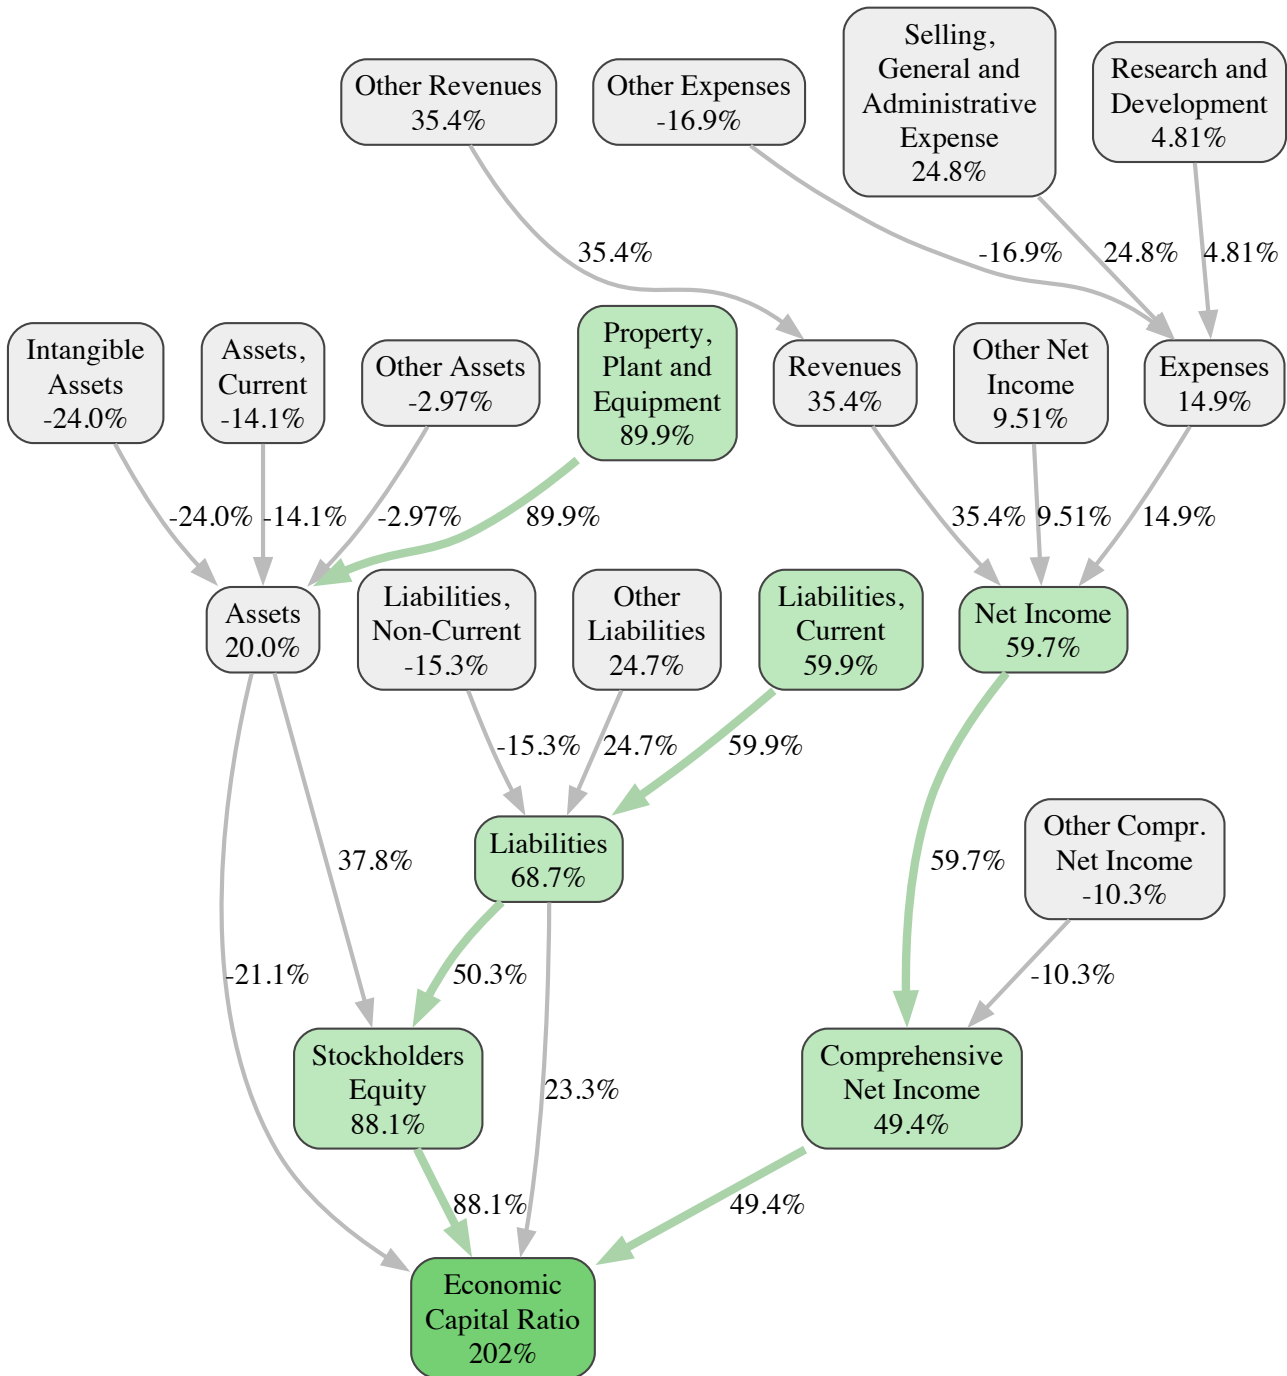 Selling,
General and
Administrative
Expense
24.8%
Other Revenues
35.4%
Other Expenses
-16.9%
Research and
Development
4.81%
35.4%
-16.9%
24.8%
4.81%
Intangible
Assets
-24.0%
Assets,
Current
-14.1%
Other Assets
-2.97%
Property,
Plant and
Equipment
89.9%
Revenues
35.4%
Other Net
Income
9.51%
Expenses
14.9%
-24.0%
-14.1%
-2.97%
89.9%
35.4%
9.51%
14.9%
Assets
20.0%
Liabilities,
Non-Current
-15.3%
Other
Liabilities
24.7%
Liabilities,
Current
59.9%
Net Income
59.7%
-15.3%
24.7%
59.9%
Liabilities
68.7%
37.8%
59.7%
Other Compr.
Net Income
-10.3%
-21.1%
50.3%
-10.3%
Stockholders
Equity
88.1%
23.3%
Comprehensive
Net Income
49.4%
88.1%
49.4%
Economic
Capital Ratio
202%